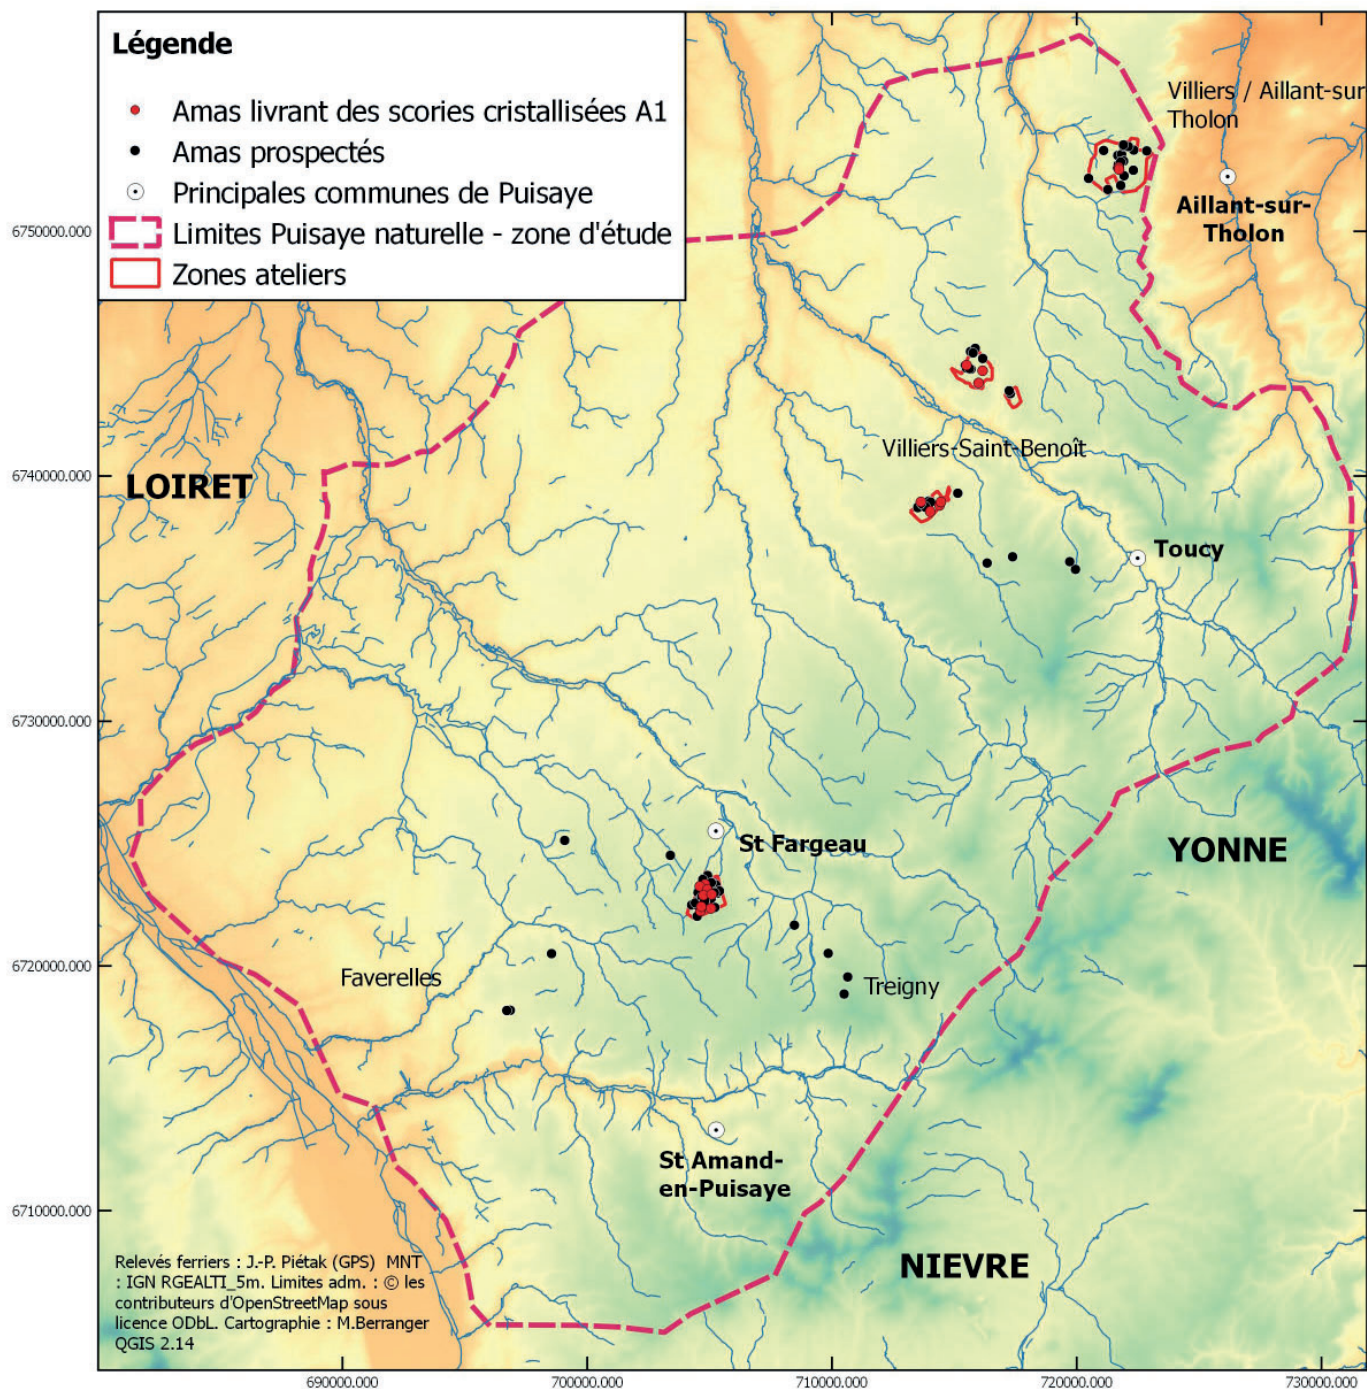 Légende
Amas livrant des scories cristallisées A1
Amas prospectés
Principales communes de Puisaye
Limites Puisaye naturelle - zone d'étude
Zones ateliers
Villiers / Aillant-sur
Tholon
Aillant-sur-
Tholon
6750000.000
LOIRET
Villiers-Saint-Benoît
6740000.000
Toucy
6730000.000
St Fargeau
YONNE
6720000.000
Faverelles
Treigny
St Amand-
en-Puisaye
6710000.000
NIEVRE
Relevés ferriers : J.-P. Piétak (GPS) MNT
: IGN RGEALTI_5m. Limites adm. : © les
contributeurs d'OpenStreetMap sous
licence ODbL. Cartographie : M.Berranger
QGIS 2.14
690000.000
700000.000
710000.000
720000.000
730000.000